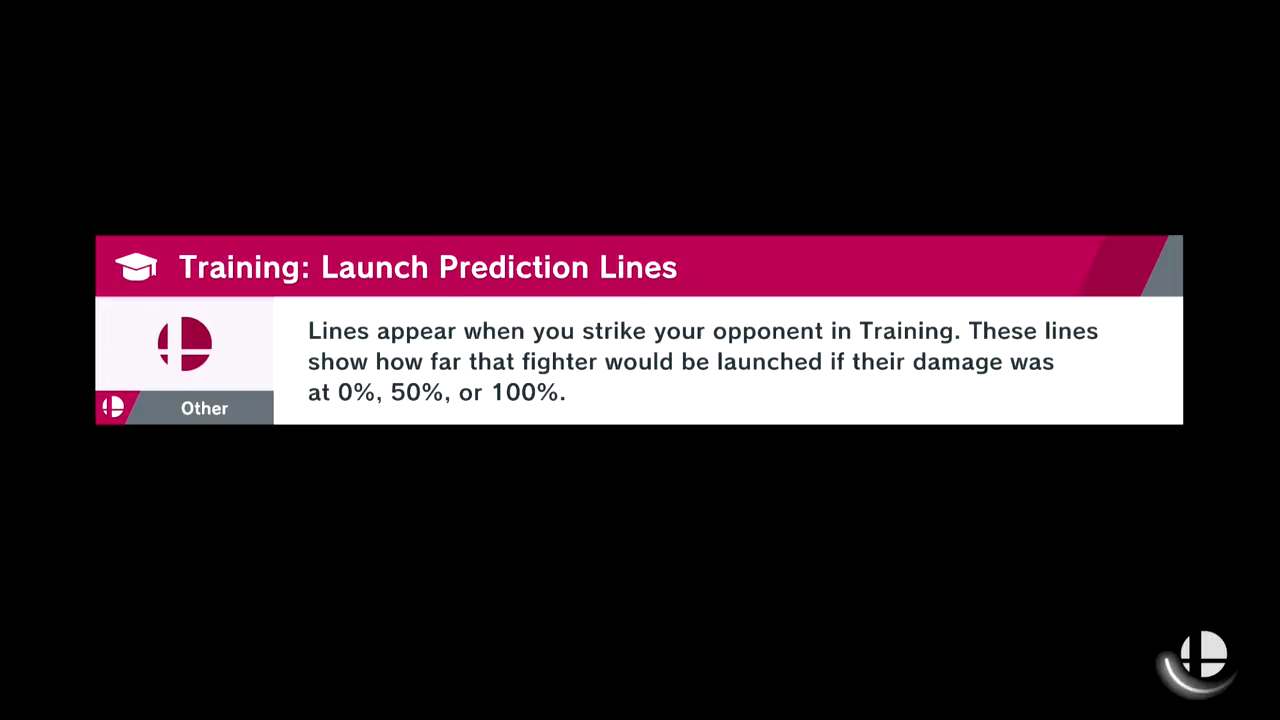 Training: Launch Prediction Lines
Lines appear when you strike your opponent in Training. These lines
show how far that fighter would be launched if their damage was
at 0%, 50%, or 100%.
Other